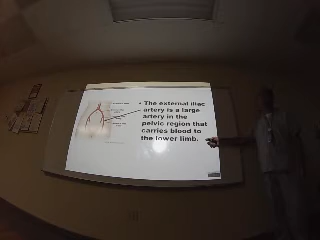 • The external iliac
artery is a large
artery in the
pelvic region that
carries blood to
the lower limb.